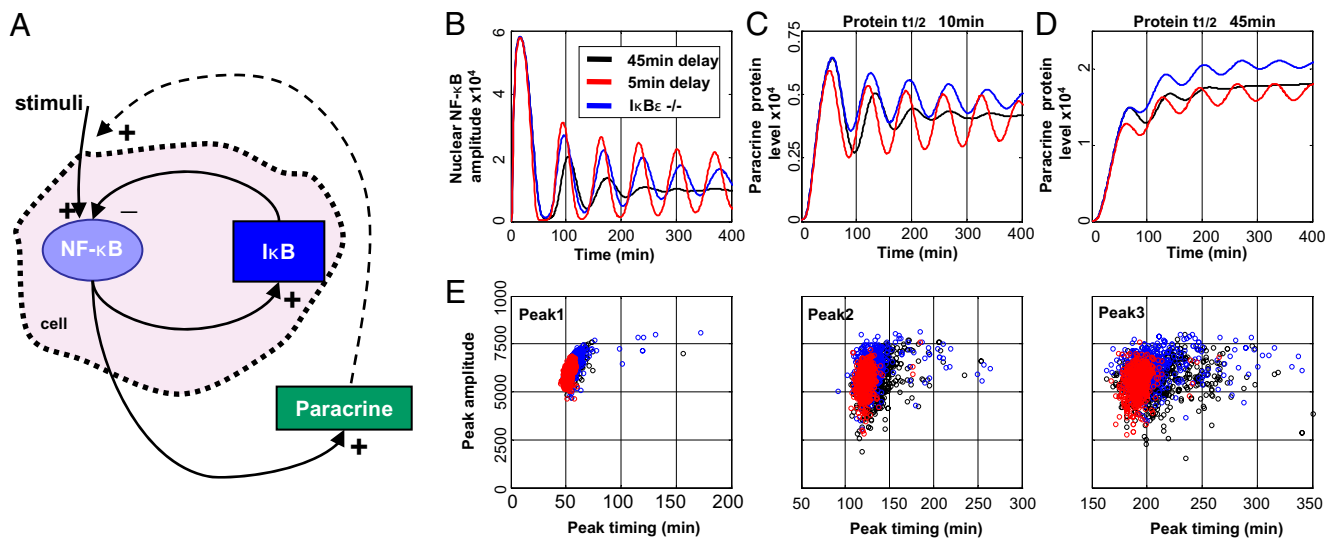 A
stimuli
+
+
–
NF-κB
IκB
+
cell
Paracrine
+
B
Nuclear NF-κB
amplitude x10⁴
6
4
2
0
45min delay
5min delay
IκBε -/-
0 100 200 300 400
Time (min)
C
Protein t1/2 10min
Paracrine protein
level x10⁴
0.75
0.5
0.25
0
0 100 200 300 400
Time (min)
D
Protein t1/2 45min
Paracrine protein
level x10⁴
2
1
0
0 100 200 300 400
Time (min)
E
Peak amplitude
1000
7500
5000
2500
0
Peak1
0 50 100 150 200
Peak timing (min)
Peak2
50 100 150 200 250 300
Peak timing (min)
Peak3
150 200 250 300 350
Peak timing (min)